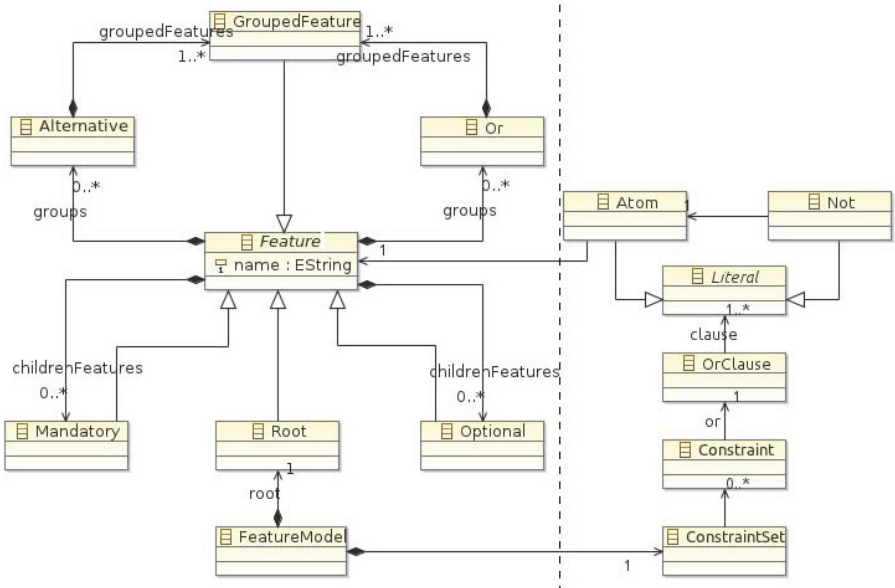 GroupedFeature
groupedFeatures
1..*
1..*
groupedFeatures
Alternative
Or
0..*
groups
0..*
groups
Atom
1
Not
Feature
name : EString
1
Literal
1..*
clause
OrClause
1
or
childrenFeatures
0..*
childrenFeatures
0..*
Mandatory
Root
Optional
Constraint
0..*
1
root
FeatureModel
1
ConstraintSet